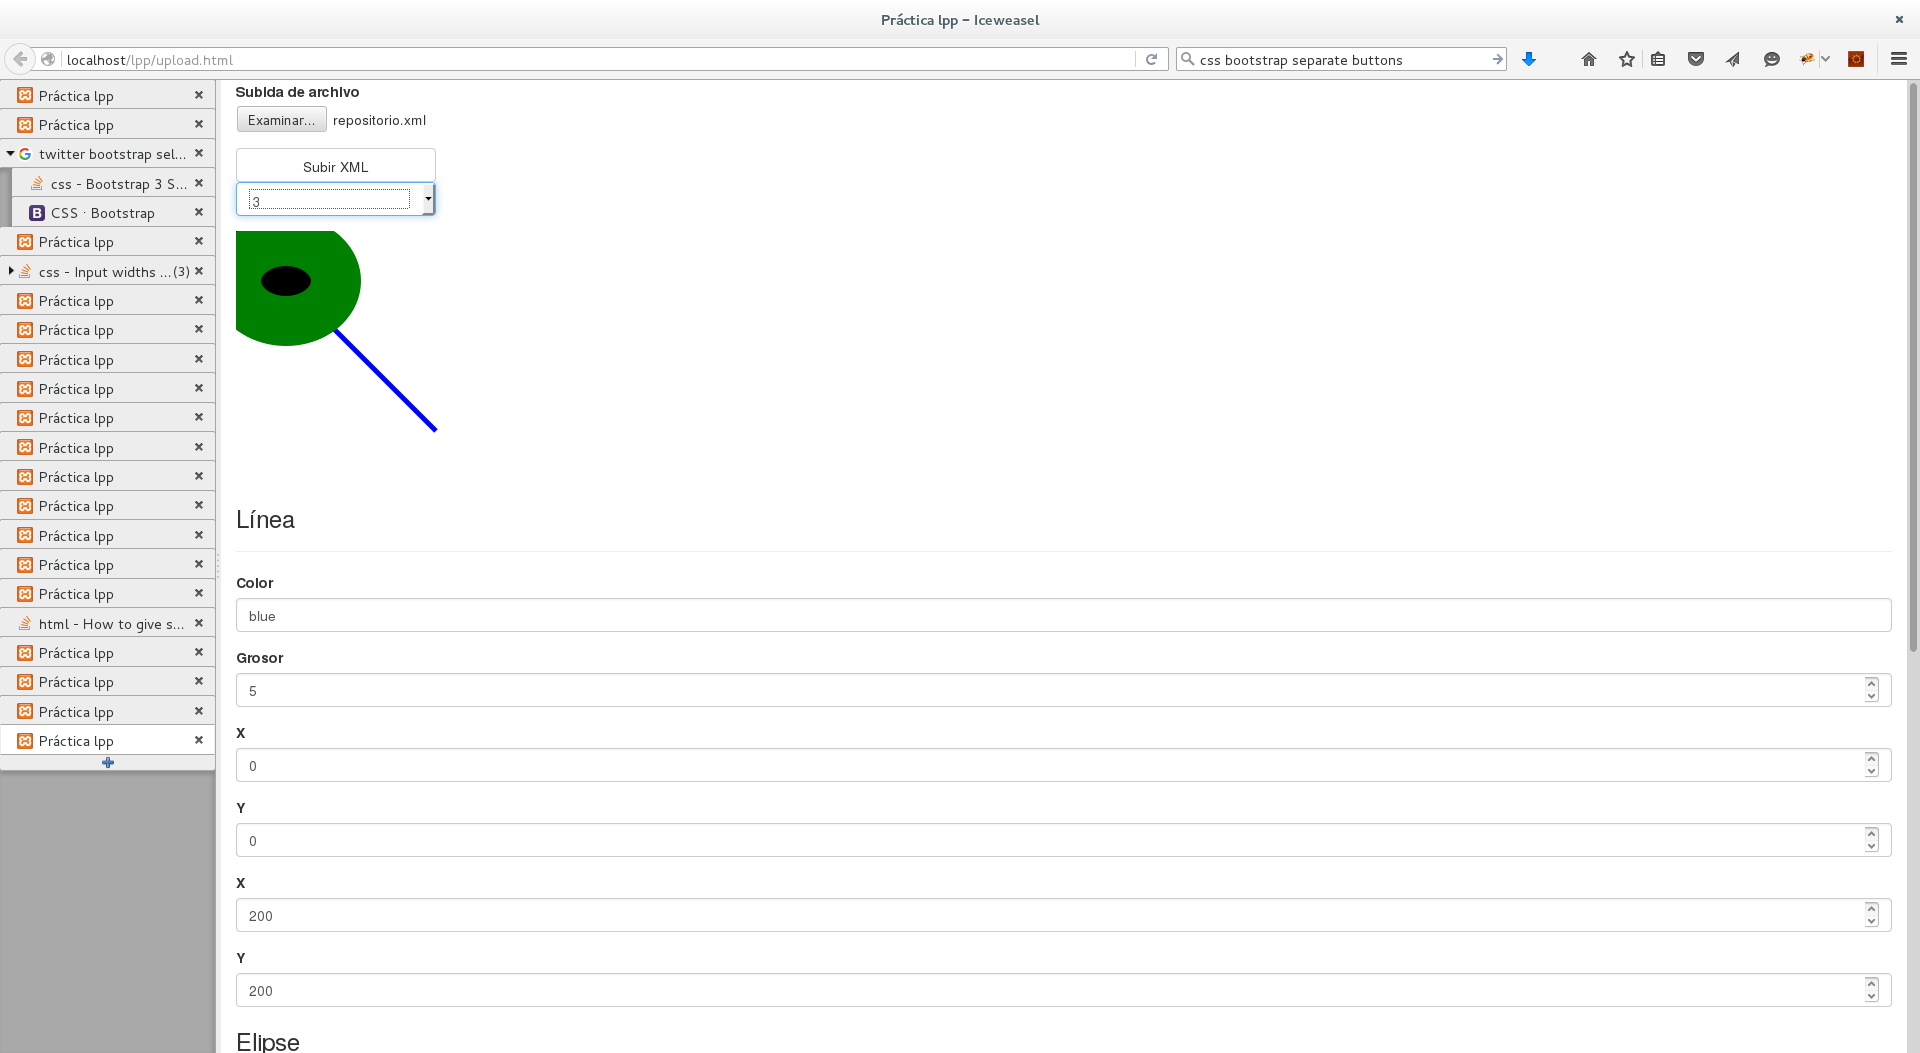 Práctica lpp – Iceweasel
localhost/lpp/upload.html
css bootstrap separate buttons
Práctica lpp
Práctica lpp
twitter bootstrap sel...
css - Bootstrap 3 S...
CSS · Bootstrap
Práctica lpp
css - Input widths ...(3)
Práctica lpp
Práctica lpp
Práctica lpp
Práctica lpp
Práctica lpp
Práctica lpp
Práctica lpp
Práctica lpp
Práctica lpp
Práctica lpp
Práctica lpp
html - How to give s...
Práctica lpp
Práctica lpp
Práctica lpp
Práctica lpp
Subida de archivo
Examinar... repositorio.xml
Subir XML
3
Línea
Color
blue
Grosor
5
X
0
Y
0
X
200
Y
200
Elipse